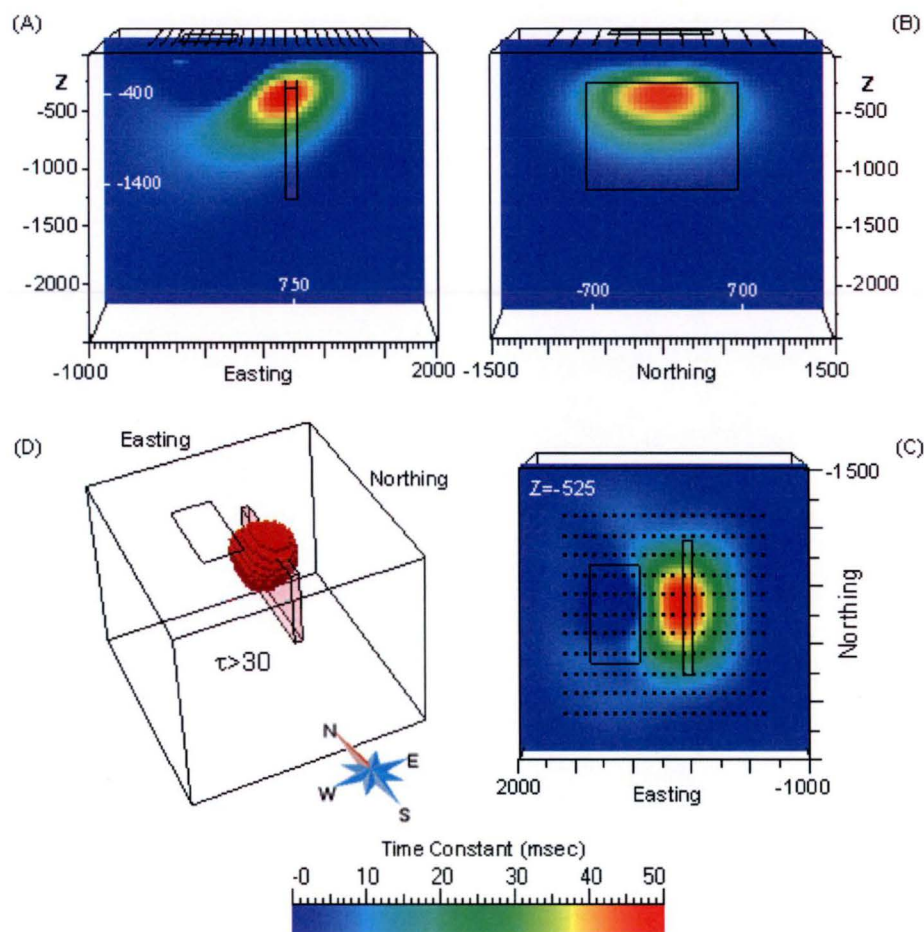 (A)
Z
-500
-1000
-1500
-2000
-400
-1400
750
-1000
Easting
2000
(B)
Z
-500
-1000
-1500
-2000
-700
700
-1500
Northing
1500
(D)
Easting
Northing
τ>30
N
E
W
S
(C)
Z=-525
-1500
Northing
2000
Easting
-1000
Time Constant (msec)
-0 10 20 30 40 50